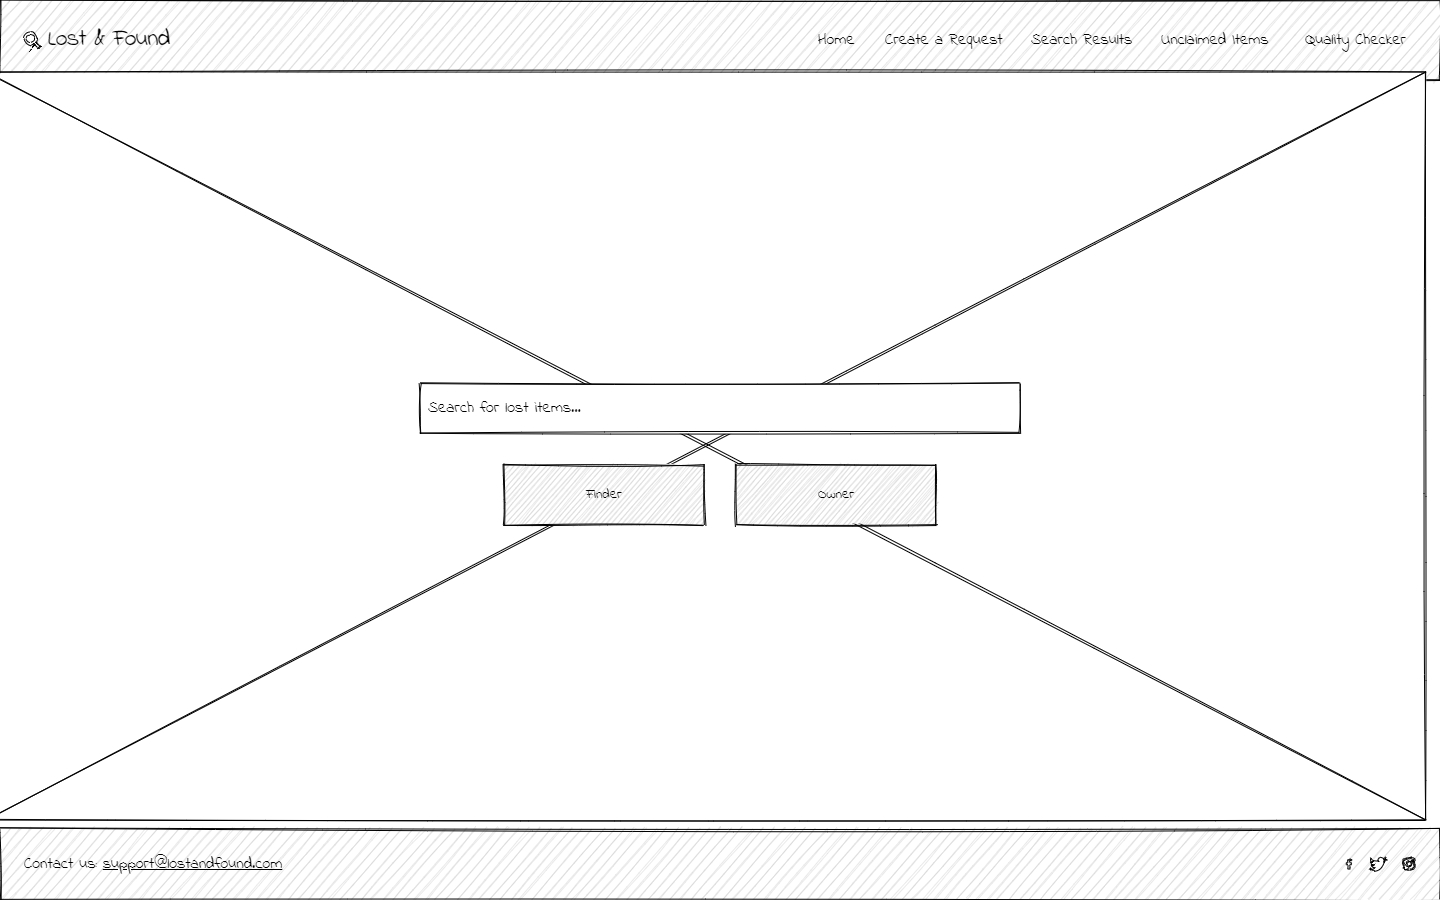 Lost & Found
Home
Create a Request
Search Results
Unclaimed Items
Quality Checker
Search for lost items...
Finder
Owner
Contact us: support@lostandfound.com